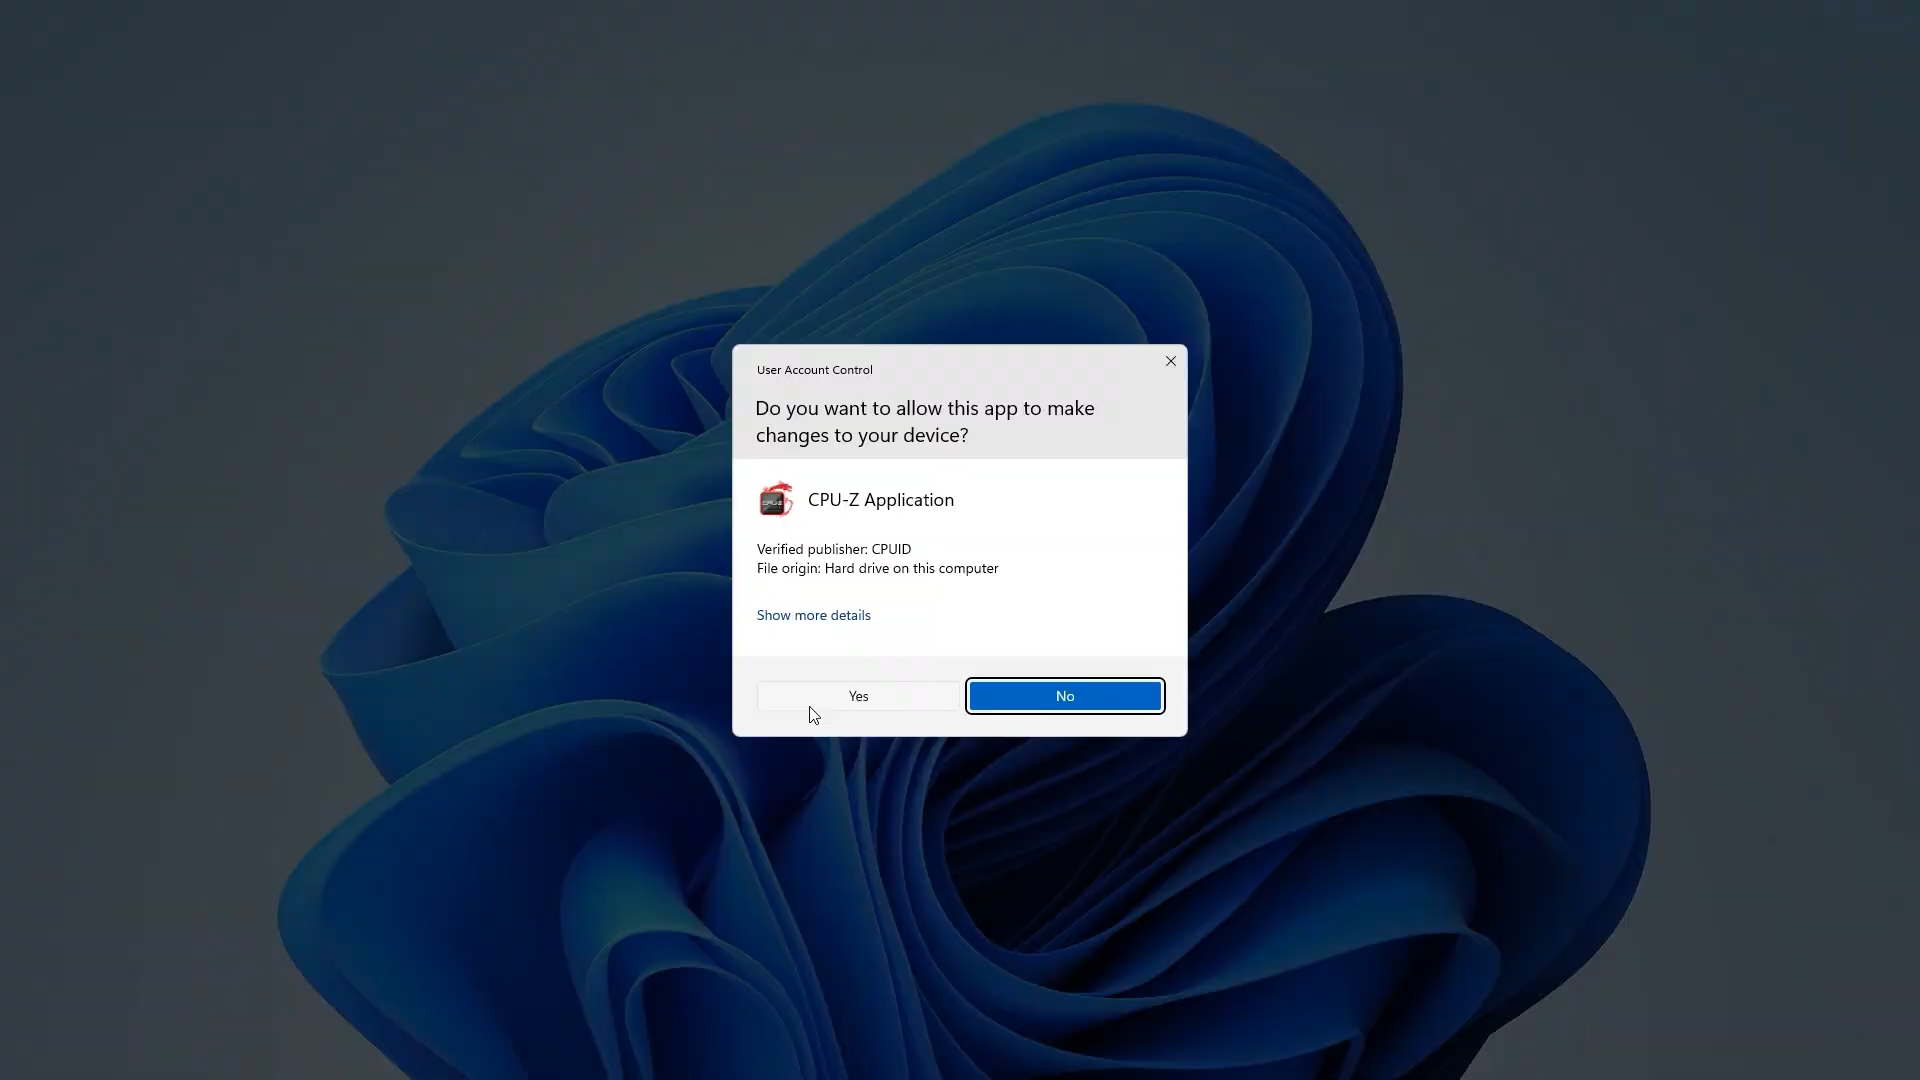 User Account Control
Do you want to allow this app to make
changes to your device?
CPU-Z Application
Verified publisher: CPUID
File origin: Hard drive on this computer
Show more details
Yes
No